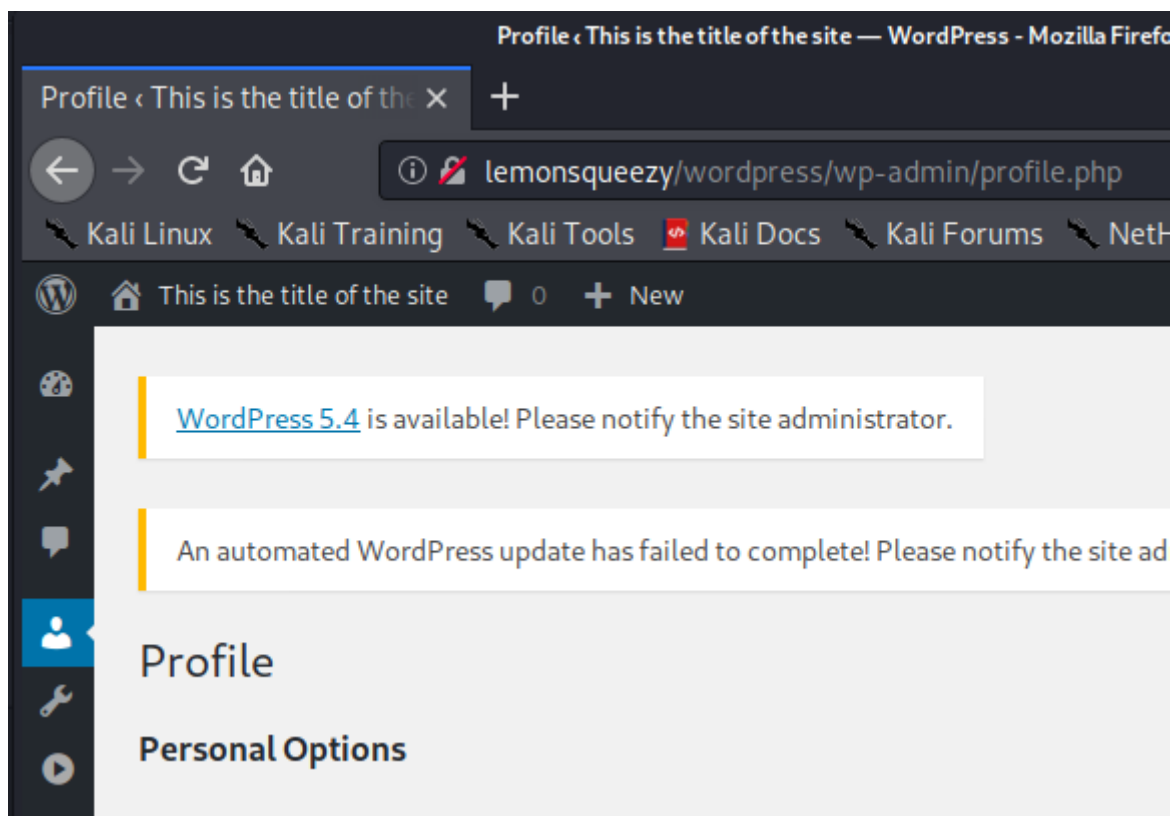 Profile ‹ This is the title of the site — WordPress - Mozilla Firefo
Profile ‹ This is the title of the
lemonsqueezy/wordpress/wp-admin/profile.php
Kali Linux Kali Training Kali Tools Kali Docs Kali Forums NetH
This is the title of the site 0 + New
WordPress 5.4 is available! Please notify the site administrator.
An automated WordPress update has failed to complete! Please notify the site ad
Profile
Personal Options